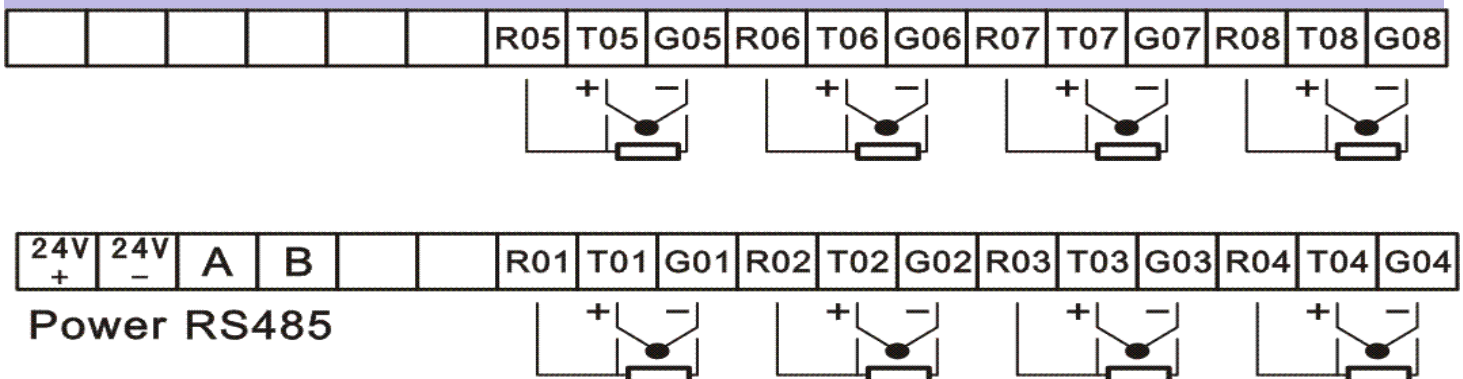 R05 T05 G05 R06 T06 G06 R07 T07 G07 R08 T08 G08
+ − + − + − + −
24V + 24V − A B R01 T01 G01 R02 T02 G02 R03 T03 G03 R04 T04 G04
Power RS485
+ − + − + − + −